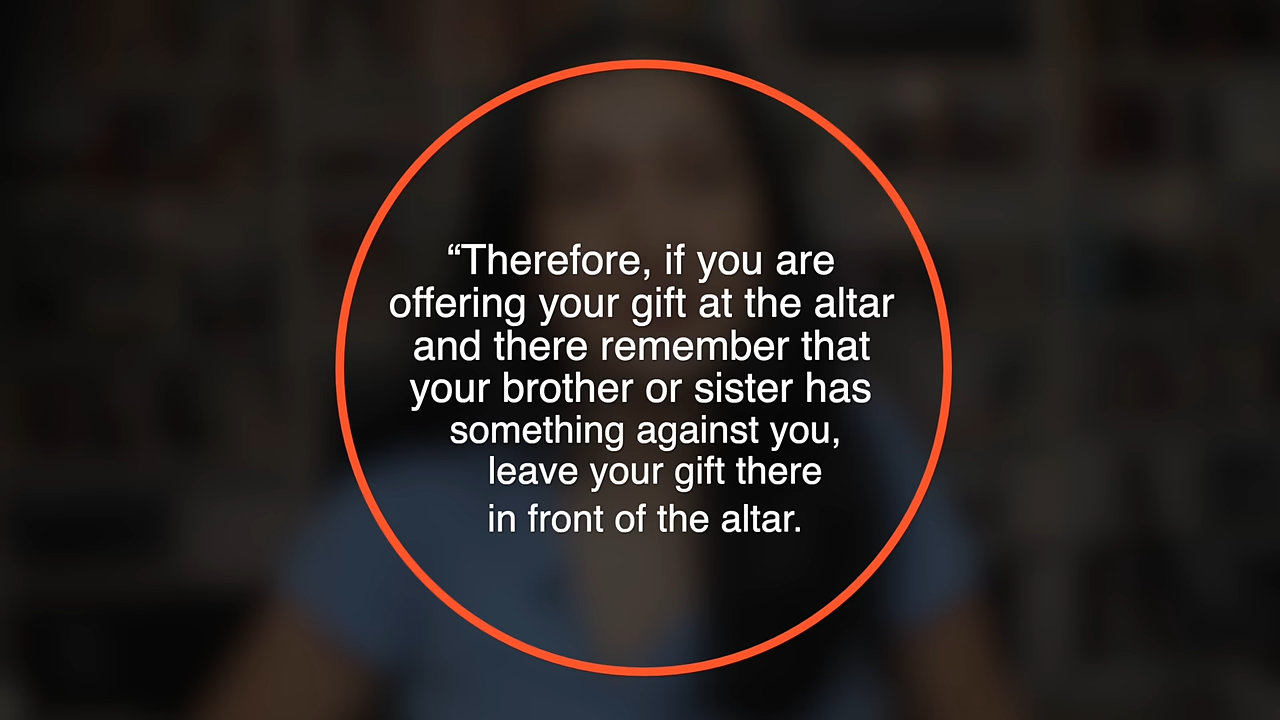 “Therefore, if you are
offering your gift at the altar
and there remember that
your brother or sister has
something against you,
leave your gift there
in front of the altar.